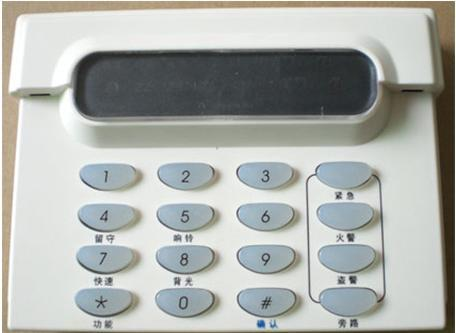 1 2 3
紧急
4 5 6
留守 响铃 火警
7 8 9
快速 背光 盗警
* 0 #
功能 确认 旁路